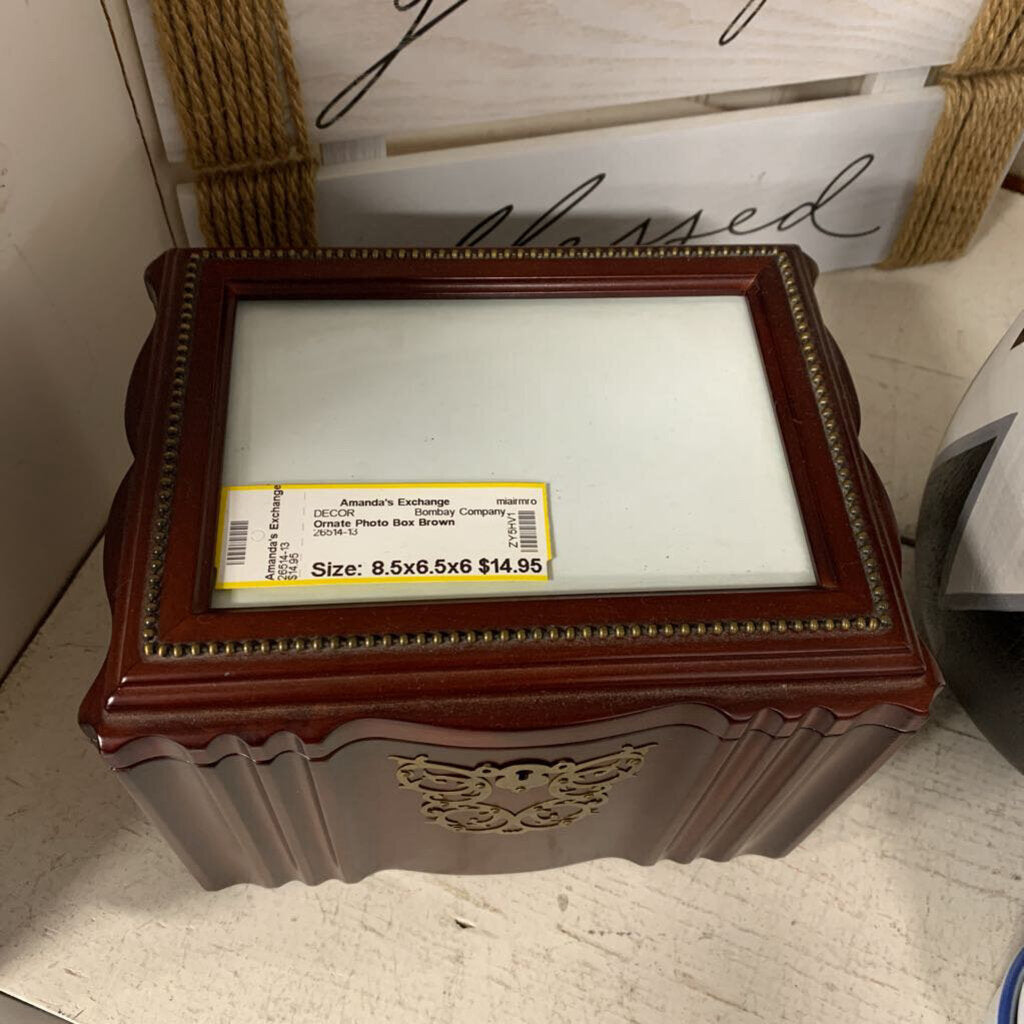 blessed
Amanda's Exchange miairmro
DECOR Bombay Company
Ornate Photo Box Brown
26514-13
Size: 8.5x6.5x6 $14.95
ZY5HV1
Amanda's Exchange
26514-13
$14.95